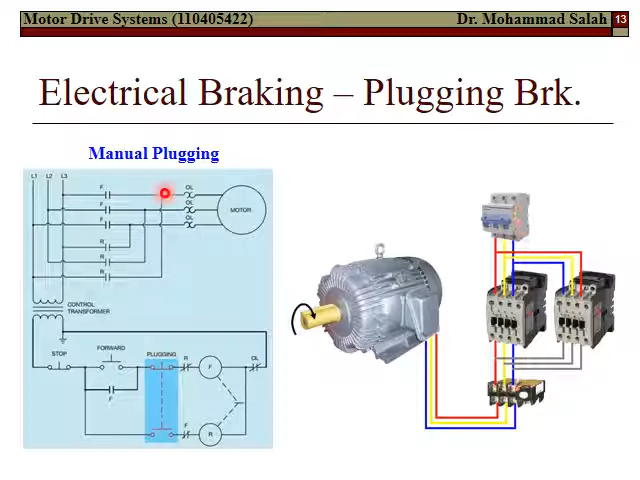 Motor Drive Systems (110405422)
Dr. Mohammad Salah
13
Electrical Braking – Plugging Brk.
Manual Plugging
L1 L2 L3
F
OL
F
OL
F
OL
MOTOR
R
R
R
CONTROL
TRANSFORMER
STOP
FORWARD
PLUGGING
R
F
OL
F
F
R